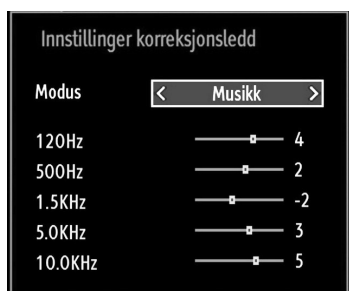 Innstillinger korreksjonsledd
Modus < Musikk >
120Hz 4
500Hz 2
1.5KHz -2
5.0KHz 3
10.0KHz 5